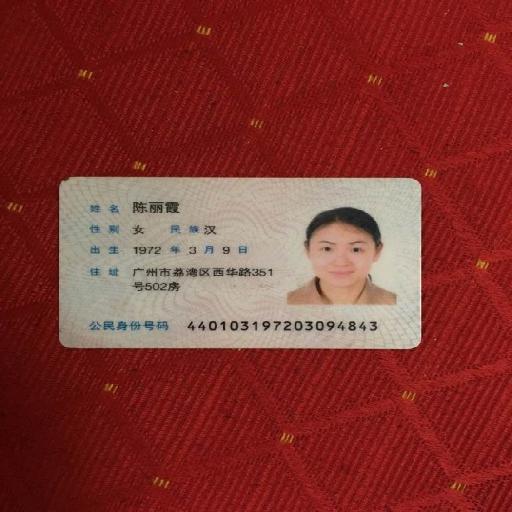 姓名 陈丽霞
性别 女 民族 汉
出生 1972 年 3 月 9 日
住址 广州市荔湾区西华路351
号502房
公民身份号码 440103197203094843